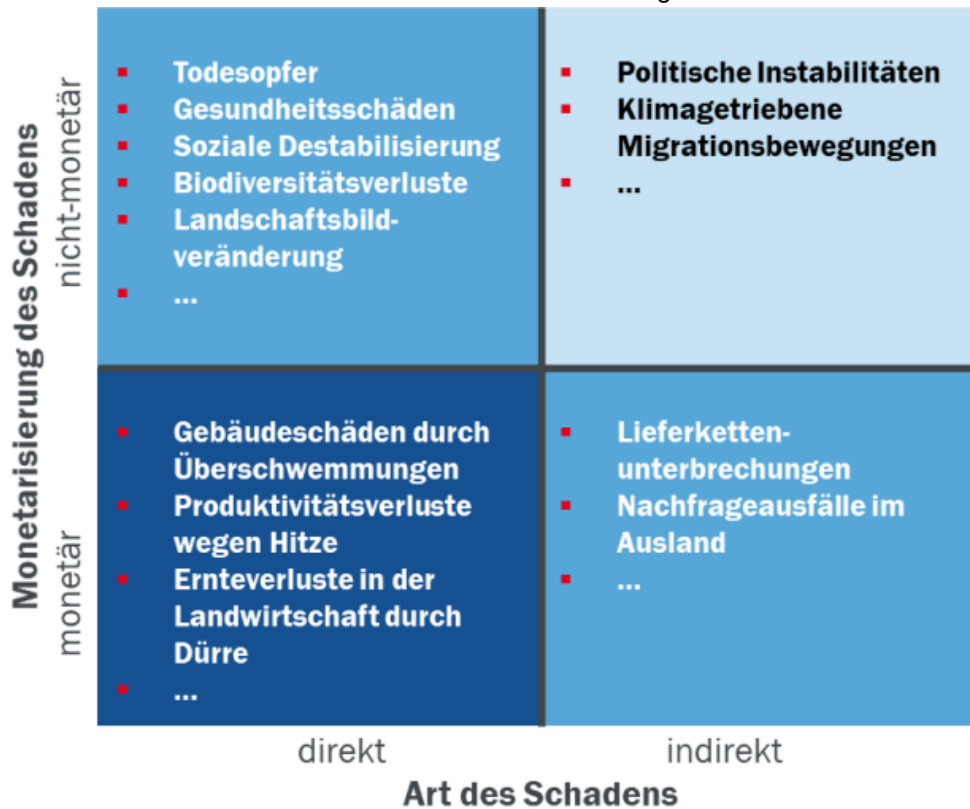 Monetarisierung des Schadens
nicht-monetär
monetär
▪ Todesopfer
▪ Gesundheitsschäden
▪ Soziale Destabilisierung
▪ Biodiversitätsverluste
▪ Landschaftsbild-
veränderung
▪ ...
▪ Politische Instabilitäten
▪ Klimagetriebene
Migrationsbewegungen
▪ ...
▪ Gebäudeschäden durch
Überschwemmungen
▪ Produktivitätsverluste
wegen Hitze
▪ Ernteverluste in der
Landwirtschaft durch
Dürre
▪ ...
▪ Lieferketten-
unterbrechungen
▪ Nachfrageausfälle im
Ausland
▪ ...
direkt
indirekt
Art des Schadens